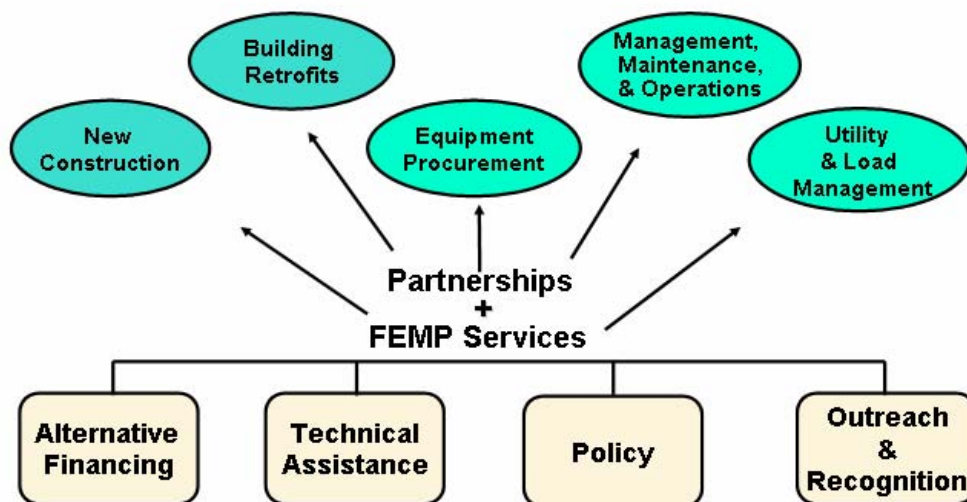 Building
Retrofits
Management,
Maintenance,
& Operations
New
Construction
Equipment
Procurement
Utility
& Load
Management
Partnerships
+
FEMP Services
Alternative
Financing
Technical
Assistance
Policy
Outreach
&
Recognition